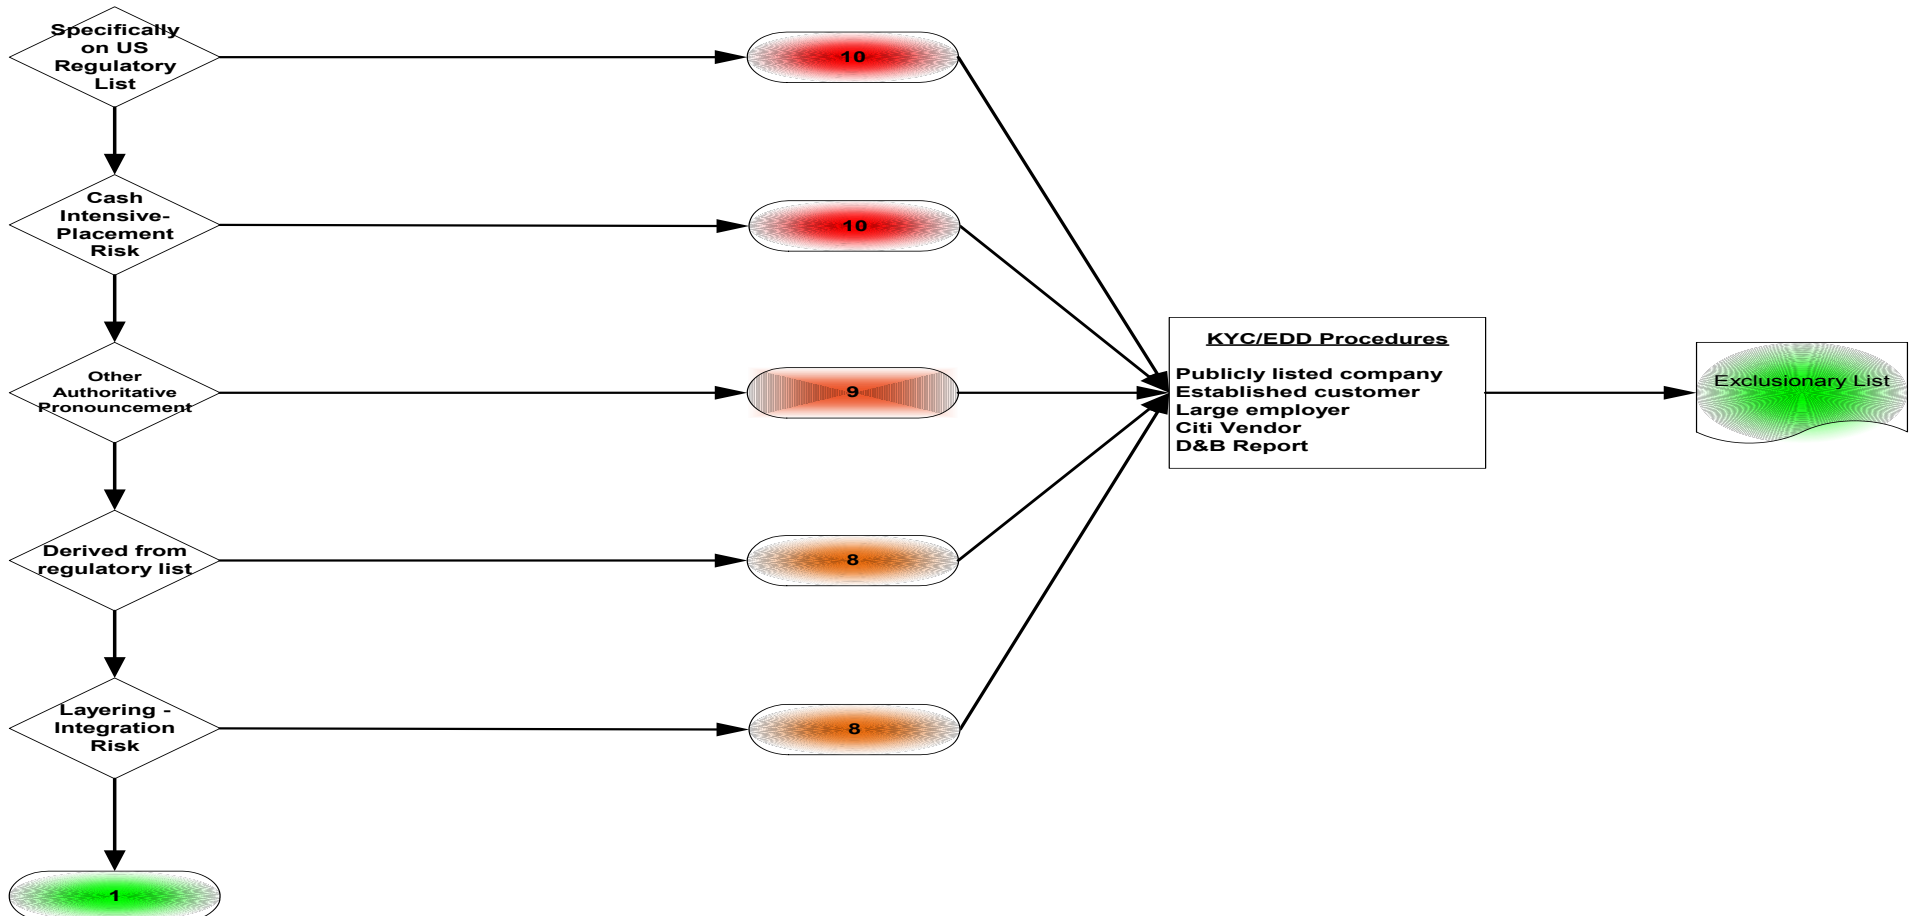 Specifically
on US
Regulatory
List
10
Cash
Intensive-
Placement
Risk
10
Other
Authoritative
Pronouncement
9
KYC/EDD Procedures
Publicly listed company
Established customer
Large employer
Citi Vendor
D&B Report
Exclusionary List
Derived from
regulatory list
8
Layering -
Integration
Risk
8
1